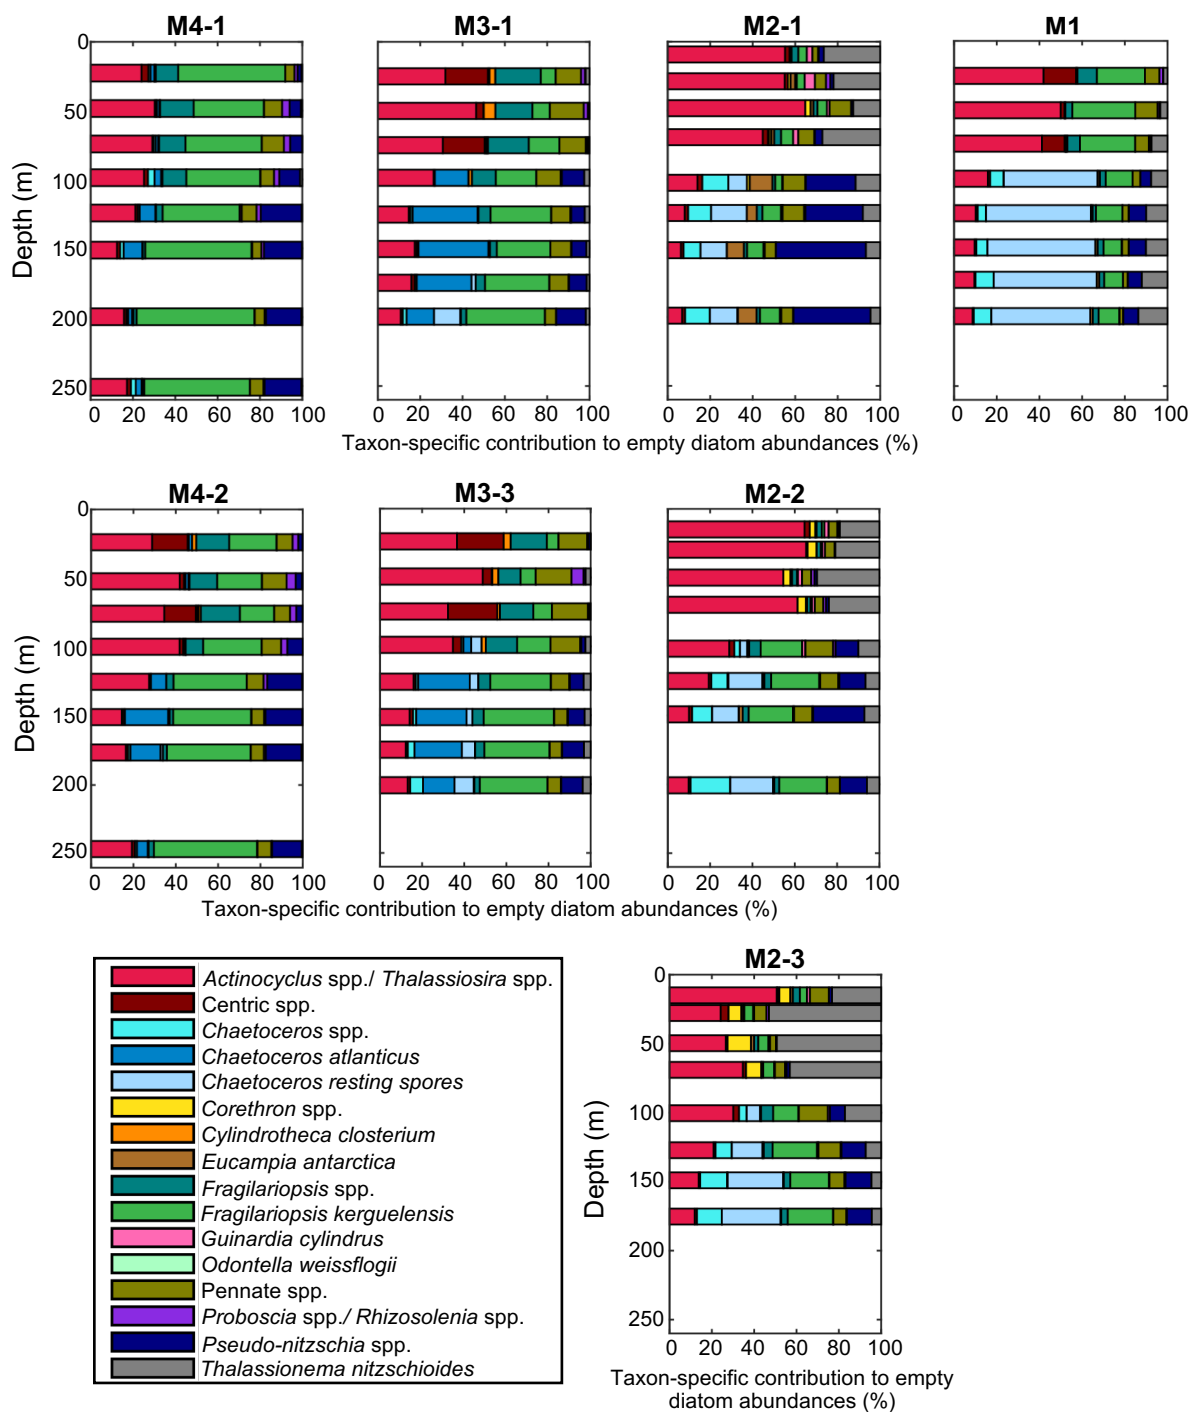 M4-1 M3-1 M2-1 M1
0
50
100
150
200
250
Depth (m)
0 20 40 60 80 100 0 20 40 60 80 100 0 20 40 60 80 100 0 20 40 60 80 100
Taxon-specific contribution to empty diatom abundances (%)
M4-2 M3-3 M2-2
0
50
100
150
200
250
Depth (m)
0 20 40 60 80 100 0 20 40 60 80 100 0 20 40 60 80 100
Taxon-specific contribution to empty diatom abundances (%)
Actinocyclus spp./ Thalassiosira spp.
Centric spp.
Chaetoceros spp.
Chaetoceros atlanticus
Chaetoceros resting spores
Corethron spp.
Cylindrotheca closterium
Eucampia antarctica
Fragilariopsis spp.
Fragilariopsis kerguelensis
Guinardia cylindrus
Odontella weissflogii
Pennate spp.
Proboscia spp./ Rhizosolenia spp.
Pseudo-nitzschia spp.
Thalassionema nitzschioides
M2-3
0
50
100
150
200
250
Depth (m)
0 20 40 60 80 100
Taxon-specific contribution to empty
diatom abundances (%)